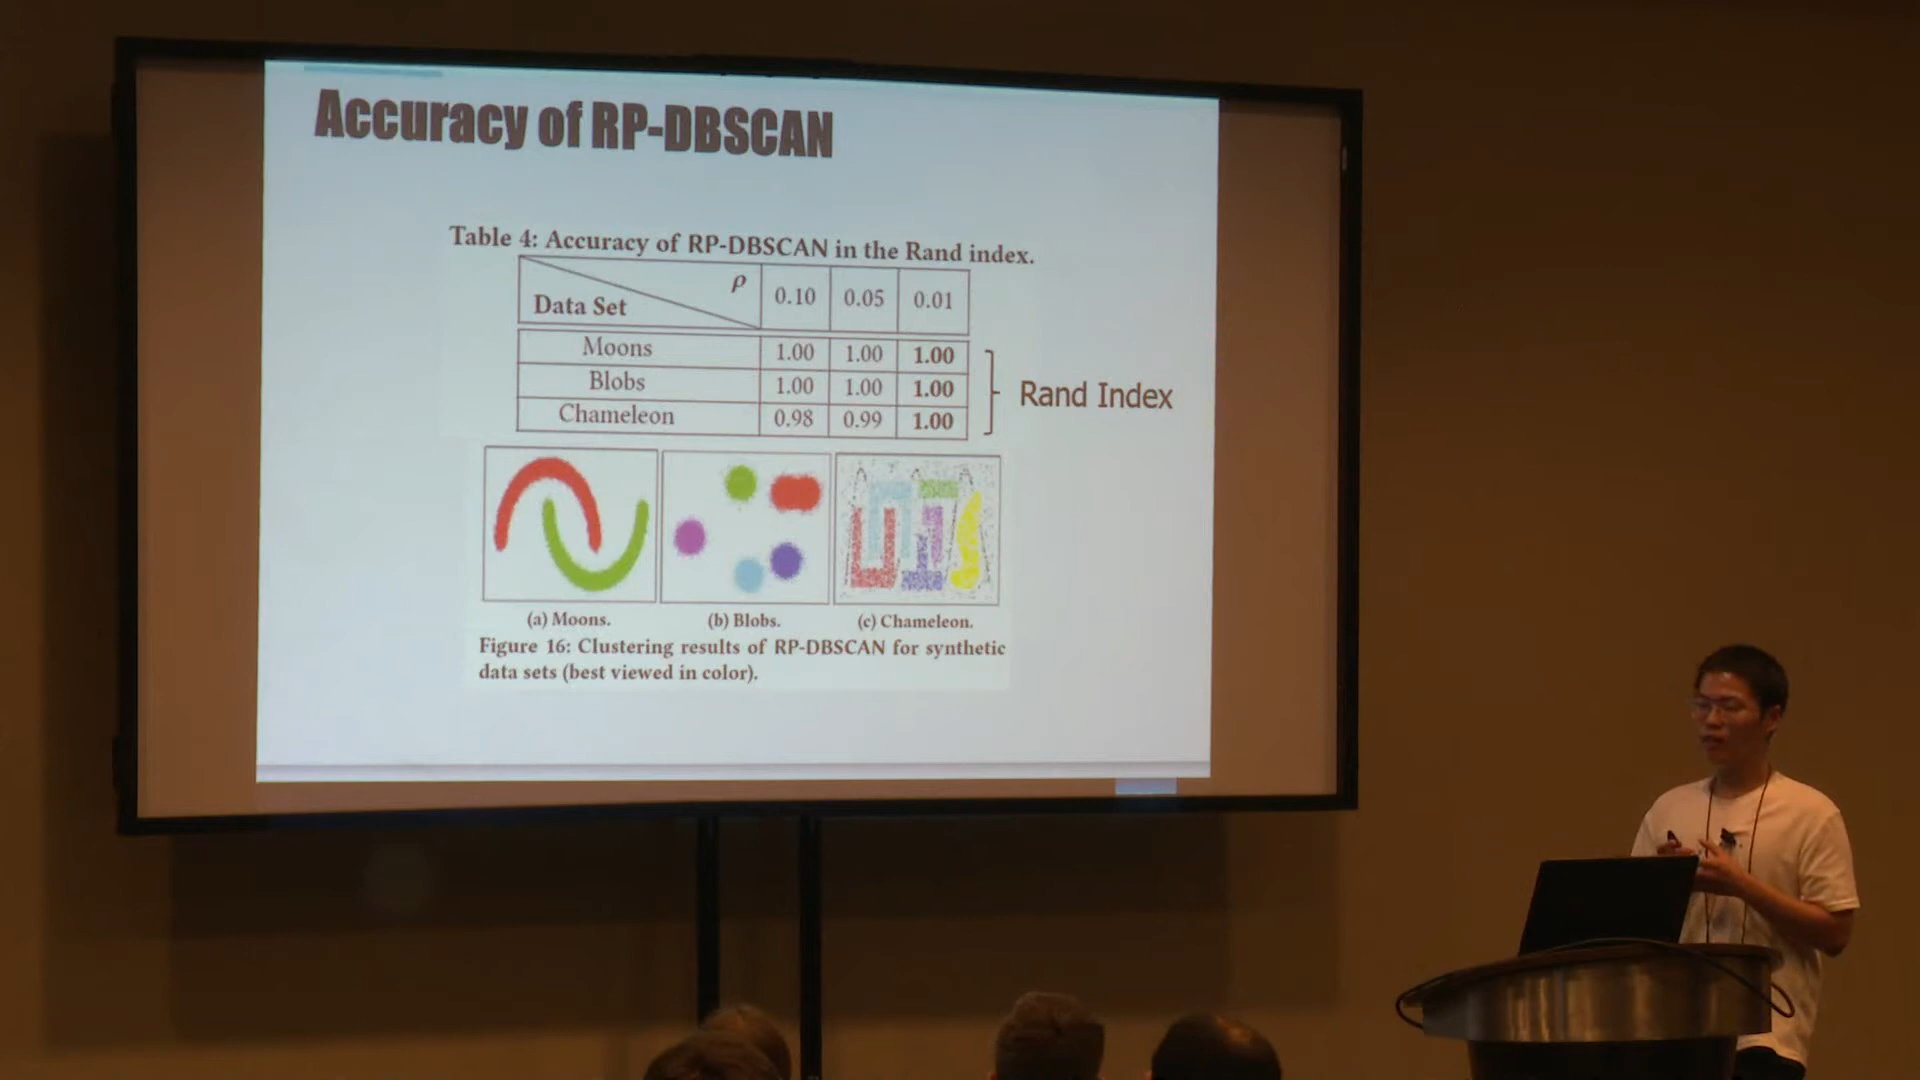 Accuracy of RP-DBSCAN
Table 4: Accuracy of RP-DBSCAN in the Rand index.
ρ
Data Set
0.10 0.05 0.01
Moons 1.00 1.00 1.00
Blobs 1.00 1.00 1.00
Chameleon 0.98 0.99 1.00
Rand Index
(a) Moons. (b) Blobs. (c) Chameleon.
Figure 16: Clustering results of RP-DBSCAN for synthetic
data sets (best viewed in color).